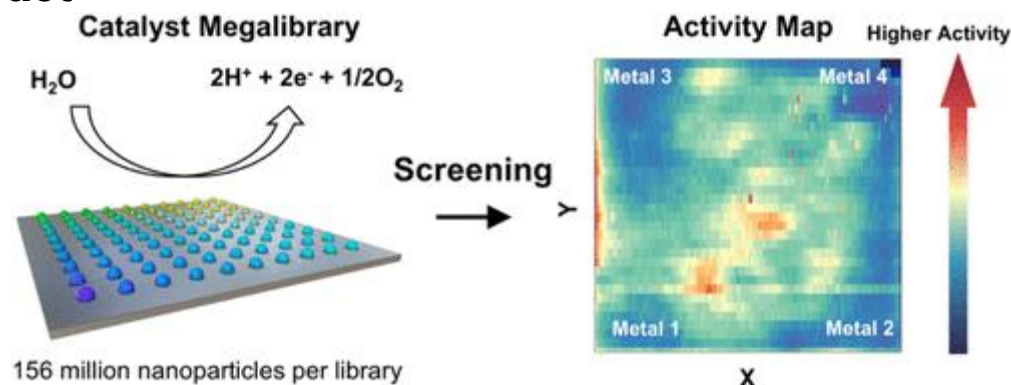 Catalyst Megalibrary
H₂O
2H⁺ + 2e⁻ + 1/2O₂
156 million nanoparticles per library
Screening
Activity Map
Higher Activity
Metal 3
Metal 4
Y
Metal 1
Metal 2
X